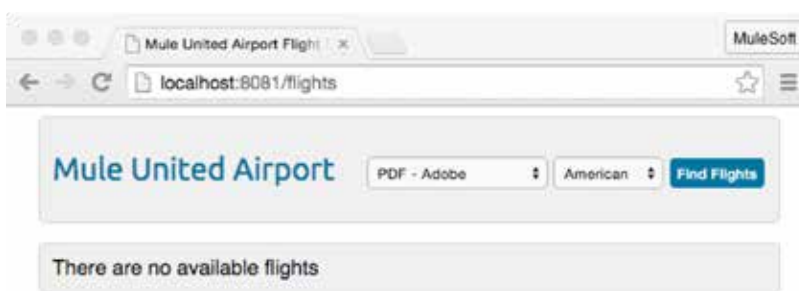 Mule United Airport Flight
MuleSoft
localhost:8081/flights
Mule United Airport
PDF - Adobe
American
Find Flights
There are no available flights